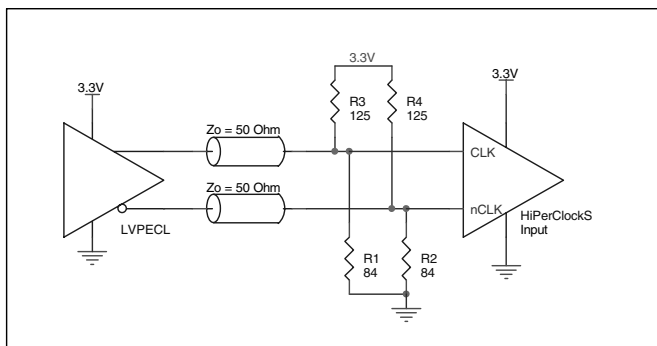 3.3V
3.3V
3.3V
R3
125
R4
125
Zo = 50 Ohm
CLK
Zo = 50 Ohm
nCLK
HiPerClockS
Input
LVPECL
R1
84
R2
84